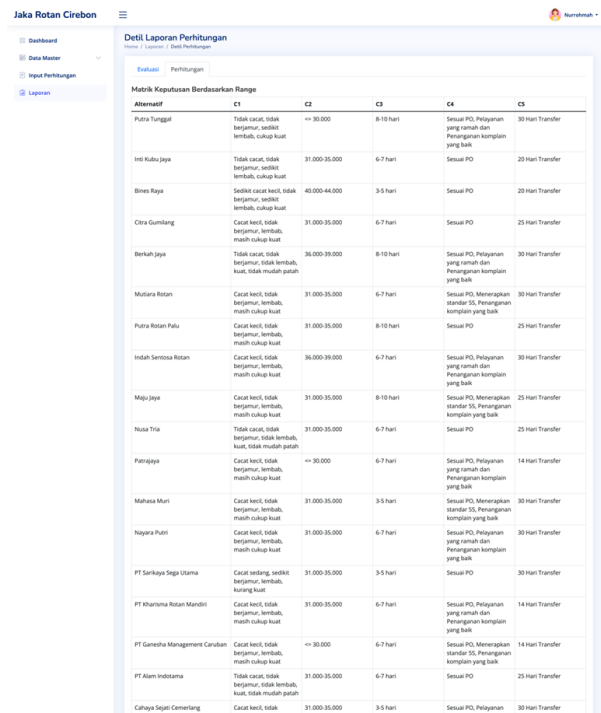 Jaka Rotan Cirebon
Nurrohmah
Dashboard
Data Master
Input Perhitungan
Laporan
Detil Laporan Perhitungan
Home / Laporan / Detil Perhitungan
Evaluasi Perhitungan
Matrik Keputusan Berdasarkan Range
Alternatif C1 C2 C3 C4 C5
Putra Tunggal Tidak cacat, tidak <= 30.000 8-10 hari Sesuai PO, Pelayanan 30 Hari Transfer
berjamur, sedikit yang ramah dan
lembab, cukup kuat Penanganan komplain
yang baik
Inti Kubu Jaya Tidak cacat, tidak 31.000-35.000 6-7 hari Sesuai PO 20 Hari Transfer
berjamur, sedikit
lembab, cukup kuat
Bines Raya Sedikit cacat kecil, tidak 40.000-44.000 3-5 hari Sesuai PO 20 Hari Transfer
berjamur, sedikit
lembab, cukup kuat
Citra Gumilang Cacat kecil, tidak 31.000-35.000 6-7 hari Sesuai PO 25 Hari Transfer
berjamur, lembab,
masih cukup kuat
Berkah Jaya Tidak cacat, tidak 36.000-39.000 8-10 hari Sesuai PO, Pelayanan 30 Hari Transfer
berjamur, tidak lembab, yang ramah dan
kuat, tidak mudah patah Penanganan komplain
yang baik
Mutiara Rotan Cacat kecil, tidak 31.000-35.000 6-7 hari Sesuai PO, Menerapkan 30 Hari Transfer
berjamur, lembab, standar 5S, Penanganan
masih cukup kuat komplain yang baik
Putra Rotan Palu Cacat kecil, tidak 31.000-35.000 8-10 hari Sesuai PO 25 Hari Transfer
berjamur, lembab,
masih cukup kuat
Indah Sentosa Rotan Cacat kecil, tidak 36.000-39.000 6-7 hari Sesuai PO, Pelayanan 30 Hari Transfer
berjamur, lembab, yang ramah dan
masih cukup kuat Penanganan komplain
yang baik
Maju Jaya Cacat kecil, tidak 31.000-35.000 8-10 hari Sesuai PO, Menerapkan 25 Hari Transfer
berjamur, lembab, standar 5S, Penanganan
masih cukup kuat komplain yang baik
Nusa Tria Tidak cacat, tidak 31.000-35.000 6-7 hari Sesuai PO 25 Hari Transfer
berjamur, tidak lembab,
kuat, tidak mudah patah
Patrajaya Cacat kecil, tidak <= 30.000 6-7 hari Sesuai PO, Pelayanan 14 Hari Transfer
berjamur, lembab, yang ramah dan
masih cukup kuat Penanganan komplain
yang baik
Mahasa Muri Cacat kecil, tidak 31.000-35.000 3-5 hari Sesuai PO, Menerapkan 30 Hari Transfer
berjamur, lembab, standar 5S, Penanganan
masih cukup kuat komplain yang baik
Nayara Putri Cacat kecil, tidak 31.000-35.000 6-7 hari Sesuai PO, Pelayanan 30 Hari Transfer
berjamur, lembab, yang ramah dan
masih cukup kuat Penanganan komplain
yang baik
PT Sarikaya Sega Utama Cacat sedang, sedikit 31.000-35.000 3-5 hari Sesuai PO 30 Hari Transfer
berjamur, lembab,
kurang kuat
PT Kharisma Rotan Mandiri Cacat kecil, tidak 31.000-35.000 6-7 hari Sesuai PO, Pelayanan 14 Hari Transfer
berjamur, lembab, yang ramah dan
masih cukup kuat Penanganan komplain
yang baik
PT Ganesha Management Caruban Cacat kecil, tidak <= 30.000 6-7 hari Sesuai PO, Menerapkan 14 Hari Transfer
berjamur, lembab, standar 5S, Penanganan
masih cukup kuat komplain yang baik
PT Alam Indotama Tidak cacat, tidak 31.000-35.000 6-7 hari Sesuai PO 25 Hari Transfer
berjamur, tidak lembab,
kuat, tidak mudah patah
Cahaya Sejati Cemerlang Cacat kecil, tidak 31.000-35.000 3-5 hari Sesuai PO, Pelayanan 30 Hari Transfer